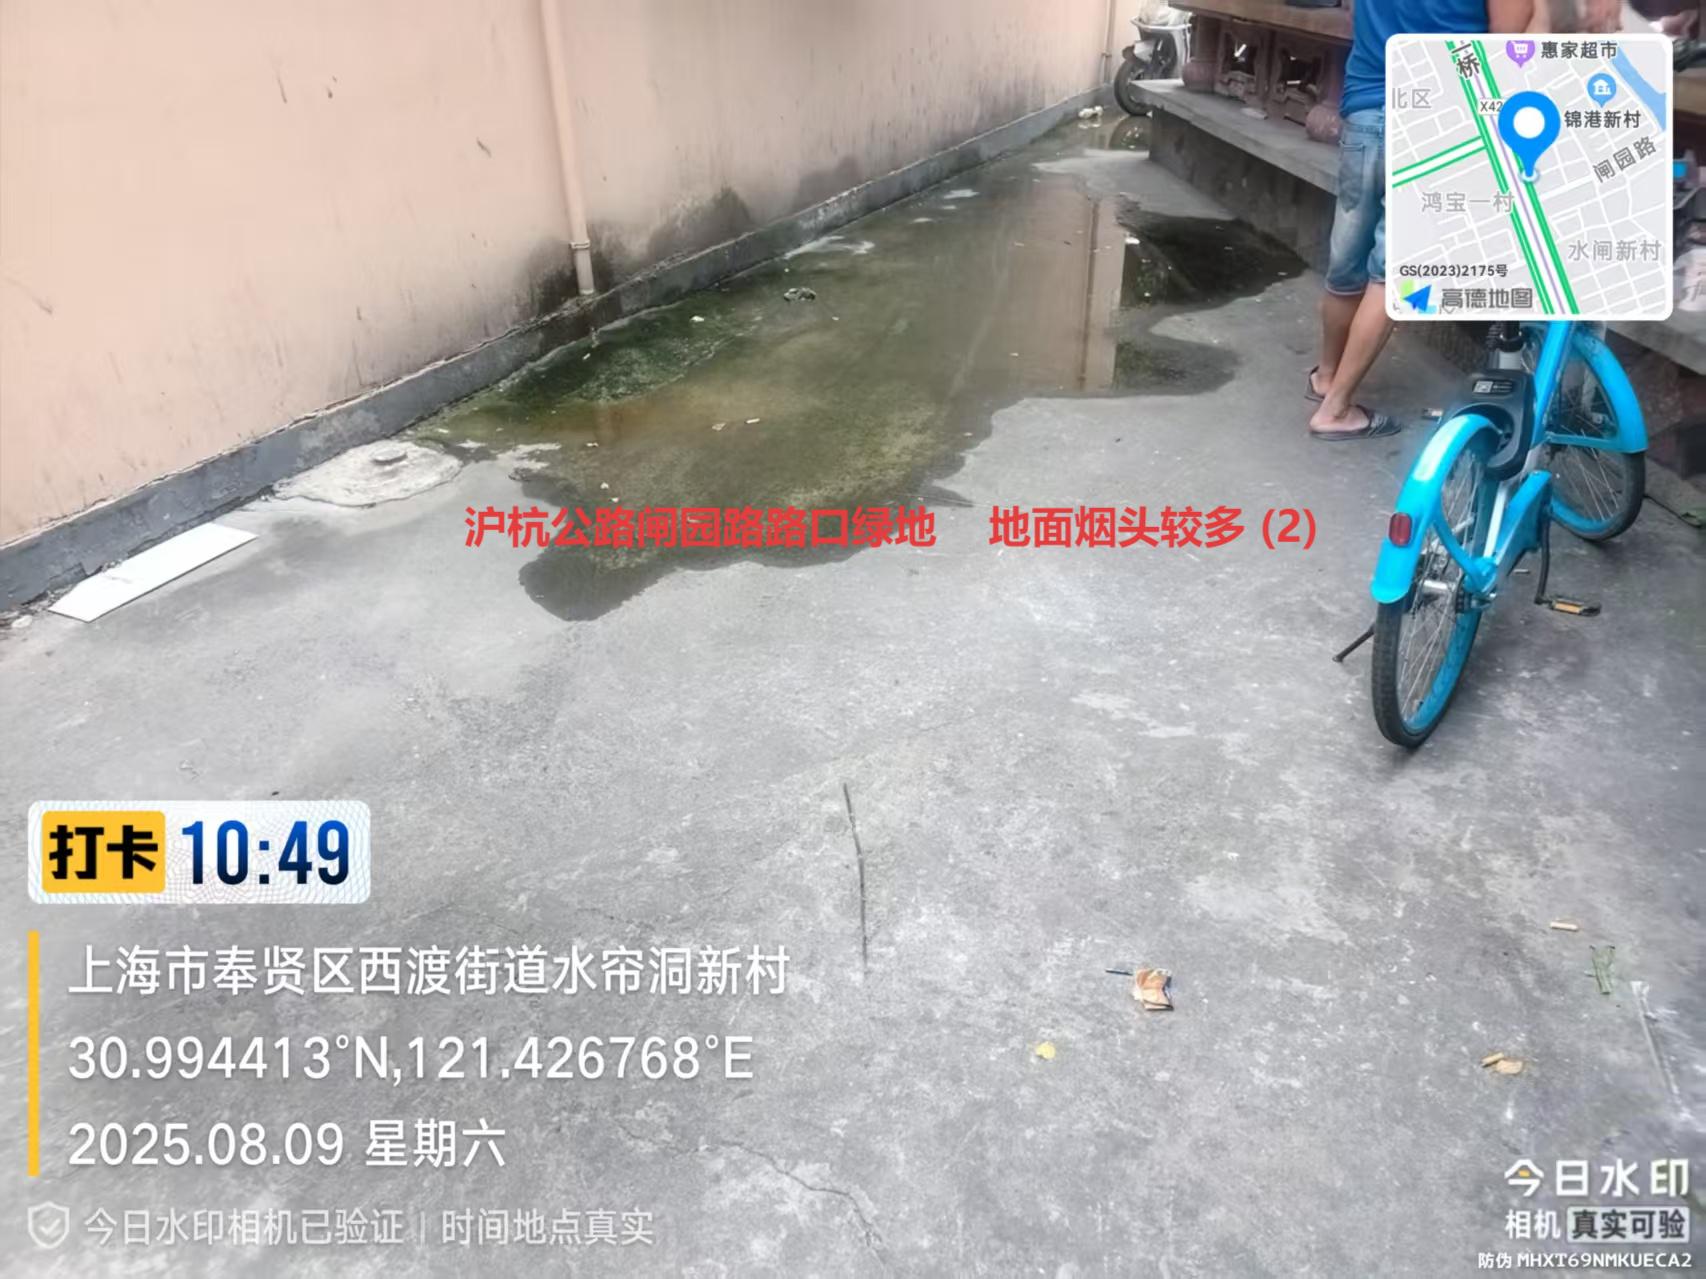 惠家超市
桥
北区
X42
锦港新村
闸园路
鸿宝一村
水闸新村
GS(2023)2175号
高德地图
沪杭公路闸园路路口绿地 地面烟头较多 (2)
打卡 10:49
上海市奉贤区西渡街道水帘洞新村
30.994413°N,121.426768°E
2025.08.09 星期六
今日水印相机已验证 | 时间地点真实
今日水印
相机 真实可验
防伪 MHXT69NMKUECA2